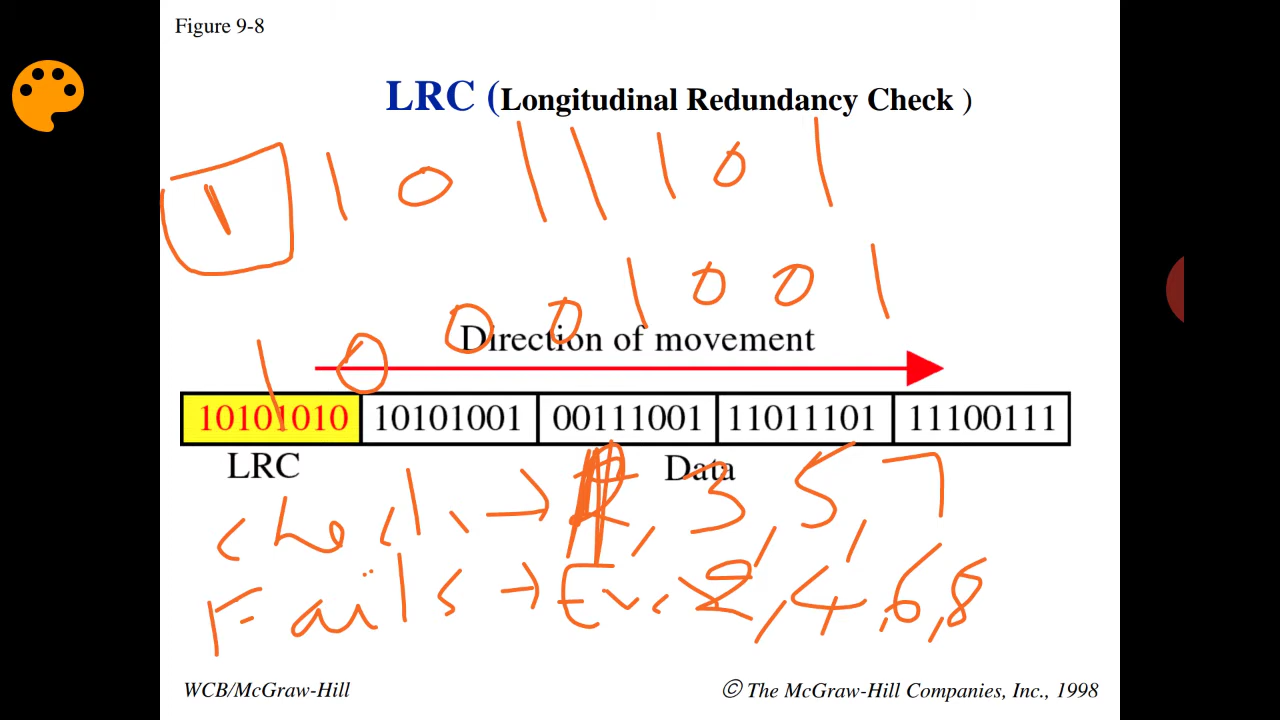 Figure 9-8
LRC (Longitudinal Redundancy Check )
1 1 0 1 1 1 0 1
1 0 0 0 1 0 0 1
Direction of movement
10101010 10101001 00111001 11011101 11100111
LRC Data
check → 1, 3, 5, 7
Fails → 2, 4, 6, 8
WCB/McGraw-Hill © The McGraw-Hill Companies, Inc., 1998